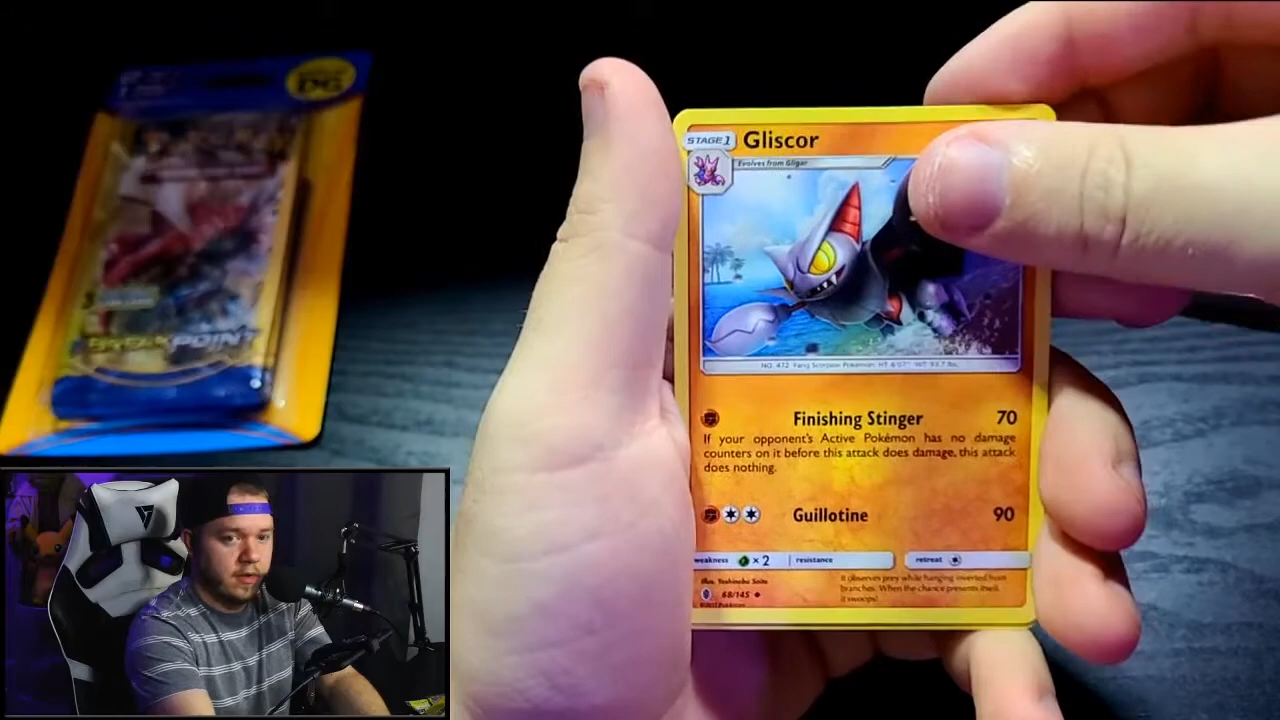 BREAKPOINT
STAGE 1 Gliscor
Evolves from Gligar
NO. 472 Fang Scorpion Pokémon HT: 6'07" WT: 93.7 lbs.
Finishing Stinger 70
If your opponent's Active Pokémon has no damage
counters on it before this attack does damage, this attack
does nothing.
Guillotine 90
weakness ×2 resistance retreat
Illus. Yoshinobu Saito
68/145
©2017 Pokémon
It observes prey while hanging inverted from
branches. When the chance presents itself,
it swoops!